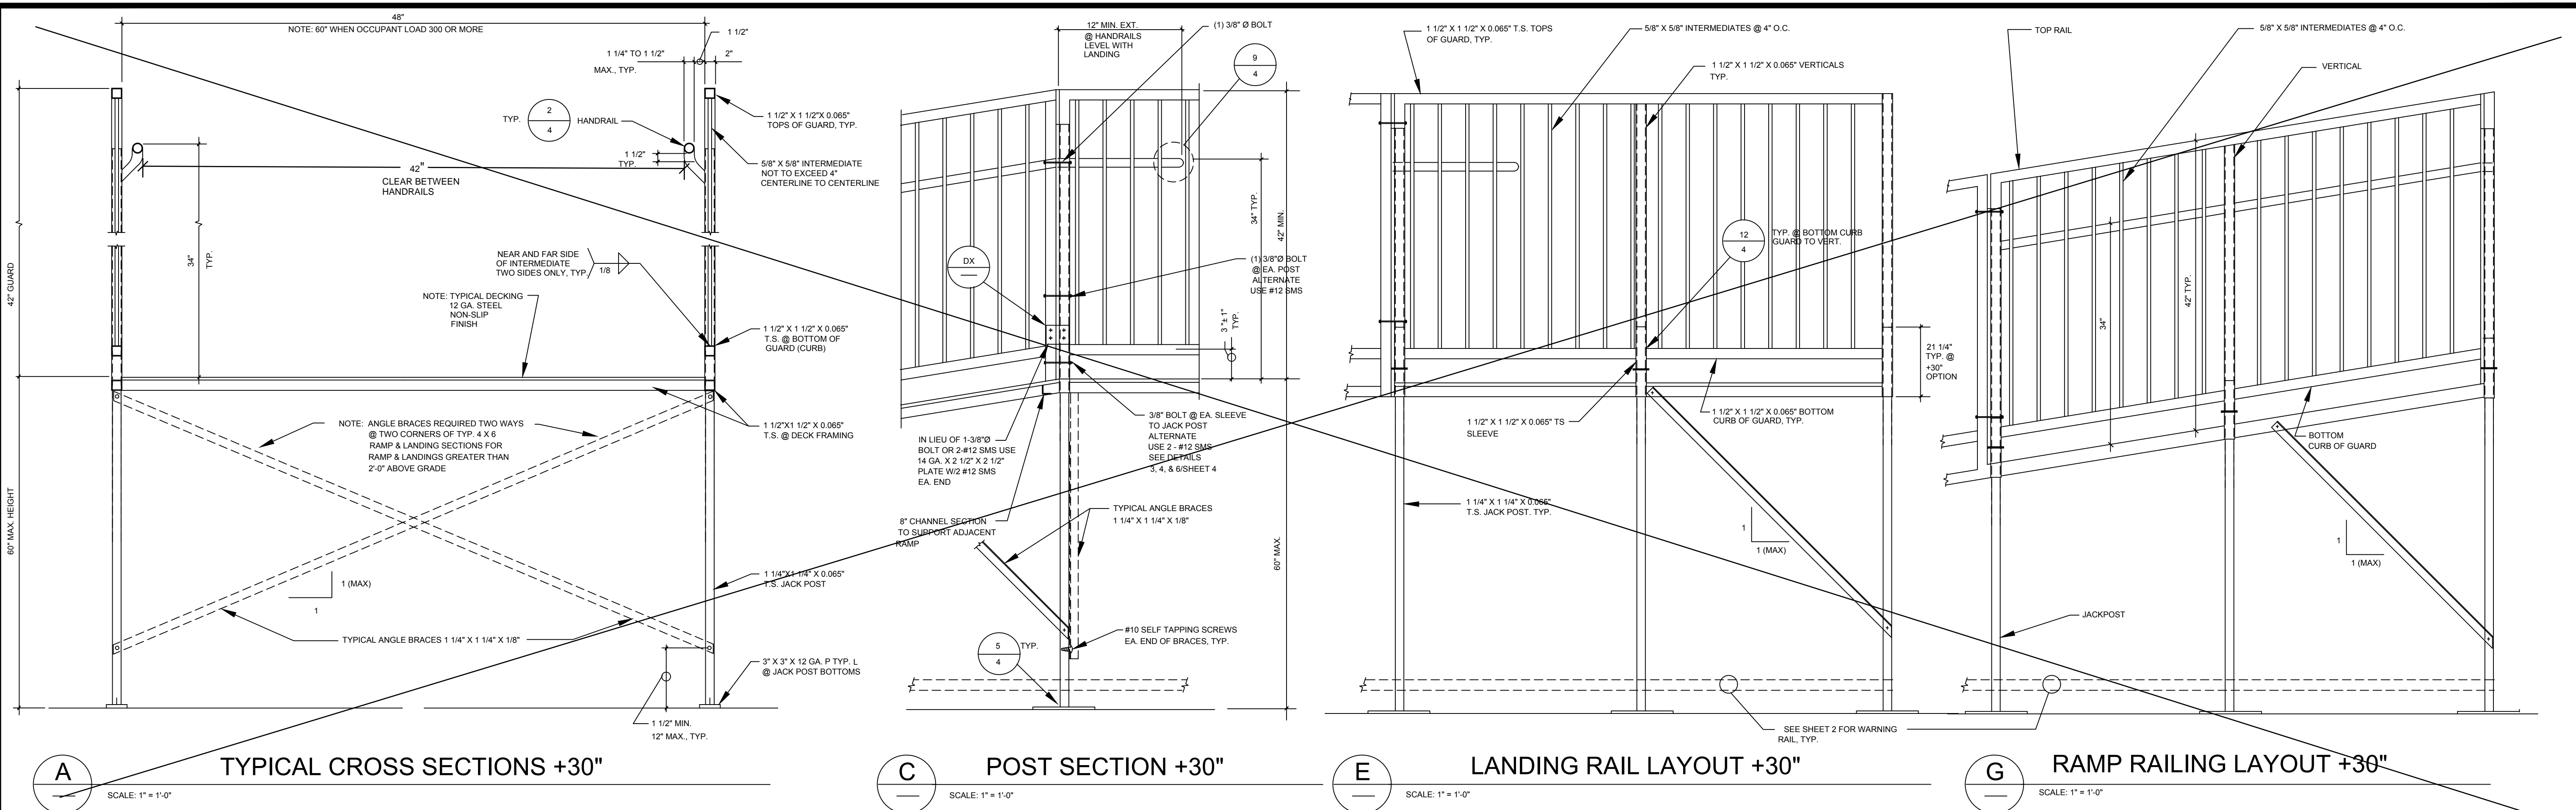 48"
NOTE: 60" WHEN OCCUPANT LOAD 300 OR MORE
1 1/2"
1 1/4" TO 1 1/2"
MAX., TYP.
2"
TYP.
2
4
HANDRAIL
1 1/2"
TYP.
1 1/2" X 1 1/2"X 0.065"
TOPS OF GUARD, TYP.
5/8" X 5/8" INTERMEDIATE
NOT TO EXCEED 4"
CENTERLINE TO CENTERLINE
42"
CLEAR BETWEEN
HANDRAILS
34"
TYP.
42" GUARD
NEAR AND FAR SIDE
OF INTERMEDIATE
TWO SIDES ONLY, TYP.
1/8
NOTE: TYPICAL DECKING
12 GA. STEEL
NON-SLIP
FINISH
1 1/2" X 1 1/2" X 0.065"
T.S. @ BOTTOM OF
GUARD (CURB)
NOTE: ANGLE BRACES REQUIRED TWO WAYS
@ TWO CORNERS OF TYP. 4 X 6
RAMP & LANDING SECTIONS FOR
RAMP & LANDINGS GREATER THAN
2'-0" ABOVE GRADE
1 1/2"X1 1/2" X 0.065"
T.S. @ DECK FRAMING
60" MAX. HEIGHT
1 (MAX)
1
1 1/4"X1 1/4" X 0.065"
T.S. JACK POST
TYPICAL ANGLE BRACES 1 1/4" X 1 1/4" X 1/8"
3" X 3" X 12 GA. P TYP. L
@ JACK POST BOTTOMS
1 1/2" MIN.
12" MAX., TYP.
A
TYPICAL CROSS SECTIONS +30"
SCALE: 1" = 1'-0"
12" MIN. EXT.
@ HANDRAILS
LEVEL WITH
LANDING
(1) 3/8" Ø BOLT
9
4
34" TYP.
42" MIN.
DX
(1) 3/8"Ø BOLT
@ EA. POST
ALTERNATE
USE #12 SMS
3 "± 1"
TYP.
IN LIEU OF 1-3/8"Ø
BOLT OR 2-#12 SMS USE
14 GA. X 2 1/2" X 2 1/2"
PLATE W/2 #12 SMS
EA. END
3/8" BOLT @ EA. SLEEVE
TO JACK POST
ALTERNATE
USE 2 - #12 SMS
SEE DETAILS
3, 4, & 6/SHEET 4
8" CHANNEL SECTION
TO SUPPORT ADJACENT
RAMP
TYPICAL ANGLE BRACES
1 1/4" X 1 1/4" X 1/8"
60" MAX.
#10 SELF TAPPING SCREWS
EA. END OF BRACES, TYP.
5
4
TYP.
C
POST SECTION +30"
SCALE: 1" = 1'-0"
1 1/2" X 1 1/2" X 0.065" T.S. TOPS
OF GUARD, TYP.
5/8" X 5/8" INTERMEDIATES @ 4" O.C.
1 1/2" X 1 1/2" X 0.065" VERTICALS
TYP.
12
4
TYP. @ BOTTOM CURB
GUARD TO VERT.
21 1/4"
TYP. @
+30"
OPTION
1 1/2" X 1 1/2" X 0.065" TS
SLEEVE
1 1/2" X 1 1/2" X 0.065" BOTTOM
CURB OF GUARD, TYP.
1 1/4" X 1 1/4" X 0.065"
T.S. JACK POST. TYP.
1
1 (MAX)
SEE SHEET 2 FOR WARNING
RAIL, TYP.
E
LANDING RAIL LAYOUT +30"
SCALE: 1" = 1'-0"
TOP RAIL
5/8" X 5/8" INTERMEDIATES @ 4" O.C.
VERTICAL
34"
42" TYP.
BOTTOM
CURB OF GUARD
1
1 (MAX)
JACKPOST
G
RAMP RAILING LAYOUT +30"
SCALE: 1" = 1'-0"